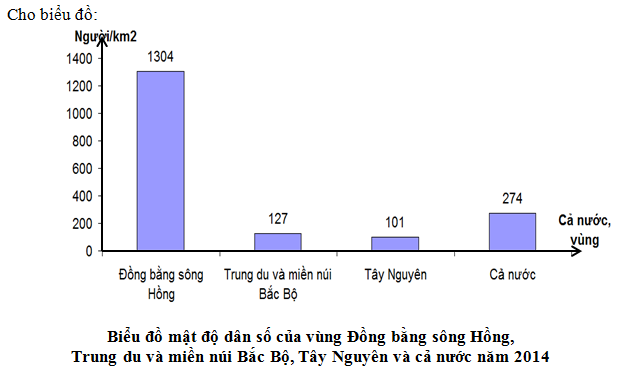 Cho biểu đồ:
Người/km2
1400
1200
1000
800
600
400
200
0
1304
127
101
274
Cả nước,
vùng
Đồng bằng sông
Hồng
Trung du và miền núi
Bắc Bộ
Tây Nguyên
Cả nước
Biểu đồ mật độ dân số của vùng Đồng bằng sông Hồng,
Trung du và miền núi Bắc Bộ, Tây Nguyên và cả nước năm 2014